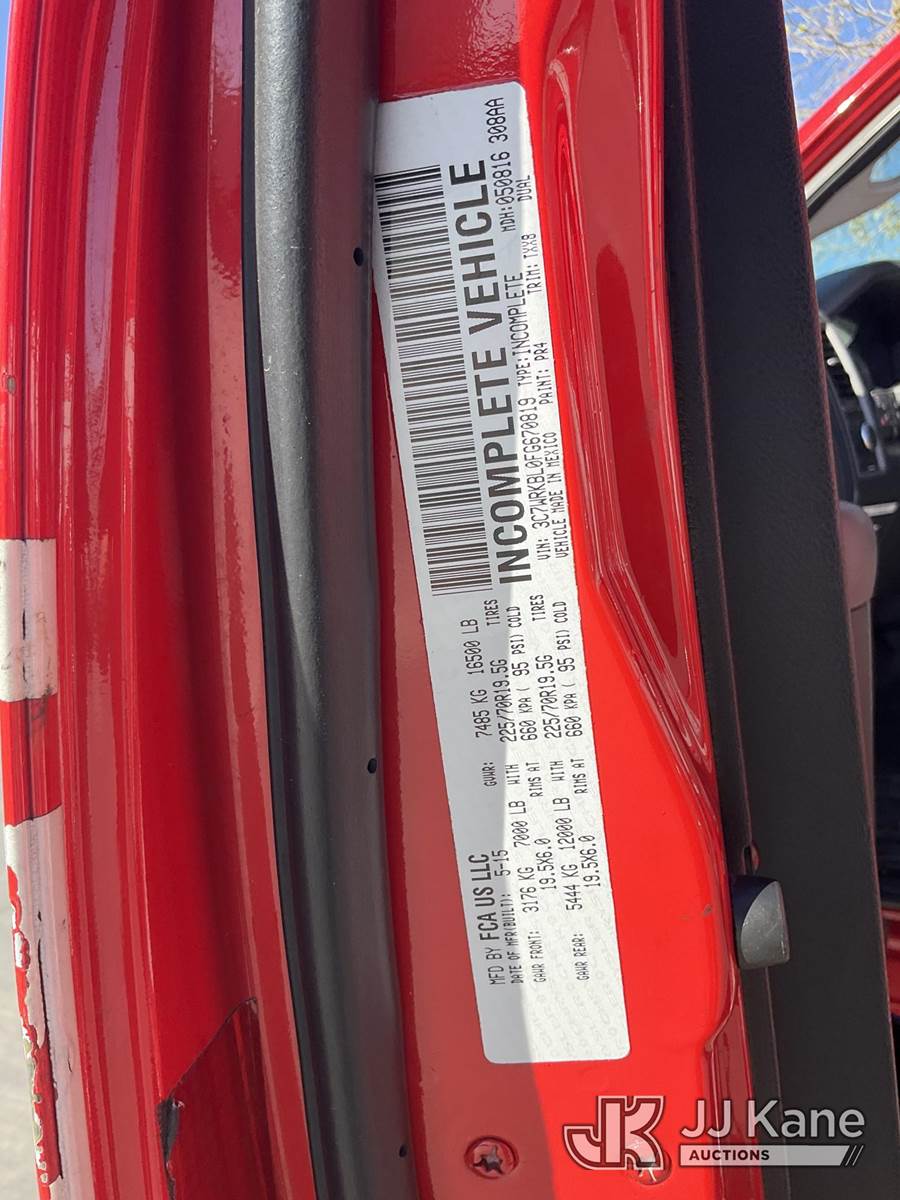 MFD BY FCA US LLC
DATE OF MFR(BUILT): 5-15 GVWR: 7485 KG 16500 LB
GAWR FRONT: 3176 KG 7000 LB WITH 225/70R19.5G TIRES
19.5X6.0 RIMS AT 660 KPA ( 95 PSI) COLD
GAWR REAR: 5444 KG 12000 LB WITH 225/70R19.5G TIRES
19.5X6.0 RIMS AT 660 KPA ( 95 PSI) COLD
INCOMPLETE VEHICLE
MDH:050816 308AA
VIN: 3C7WRKBL0FG670819 TYPE:INCOMPLETE DUAL
VEHICLE MADE IN MEXICO PAINT: PR4 TRIM: TXX8
JK JJ Kane
AUCTIONS